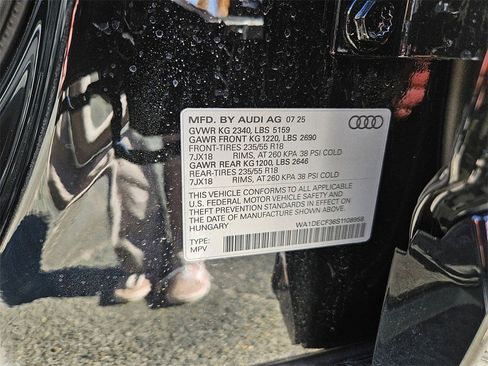 MFD. BY AUDI AG 07 25
GVWR KG 2340, LBS 5159
GAWR FRONT KG 1220, LBS 2690
FRONT-TIRES 235/55 R18
7JX18 RIMS, AT 260 KPA 38 PSI COLD
GAWR REAR KG 1200, LBS 2646
REAR-TIRES 235/55 R18
7JX18 RIMS, AT 260 KPA 38 PSI COLD
THIS VEHICLE CONFORMS TO ALL APPLICABLE
U.S. FEDERAL MOTOR VEHICLE SAFETY AND
THEFT PREVENTION STANDARDS IN EFFECT ON
THE DATE OF MANUFACTURE SHOWN ABOVE.
HUNGARY
WA1DECF36S1108958
TYPE:
MPV